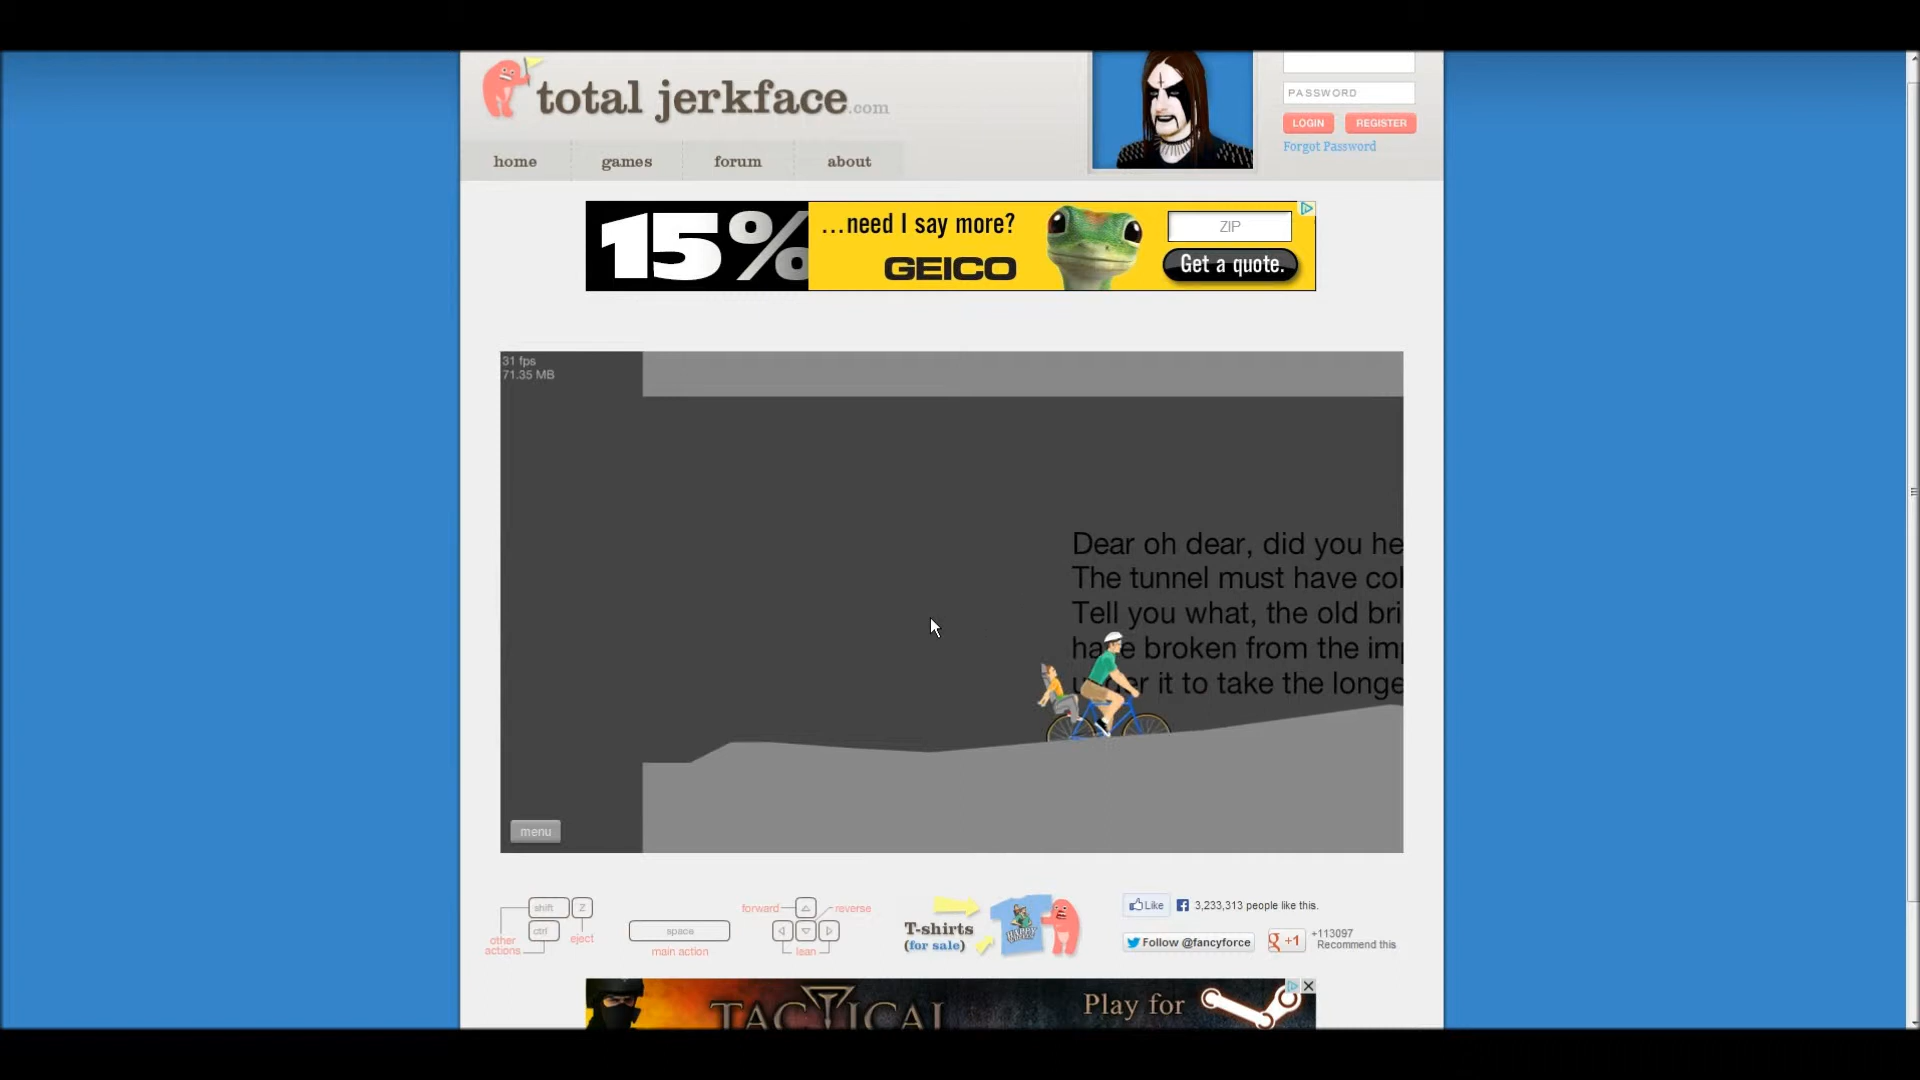 total jerkface.com
PASSWORD
LOGIN
REGISTER
Forgot Password
home
games
forum
about
15%
...need I say more?
GEICO
ZIP
Get a quote.
31 fps
71.35 MB
Dear oh dear, did you he
The tunnel must have co
Tell you what, the old bri
have broken from the im
under it to take the longe
menu
shift
Z
ctrl
other actions
eject
space
main action
forward
reverse
lean
T-shirts
(for sale)
HAPPY
Like
3,233,313 people like this.
Follow @fancyforce
+1
+113097
Recommend this
TACTICAL
Play for